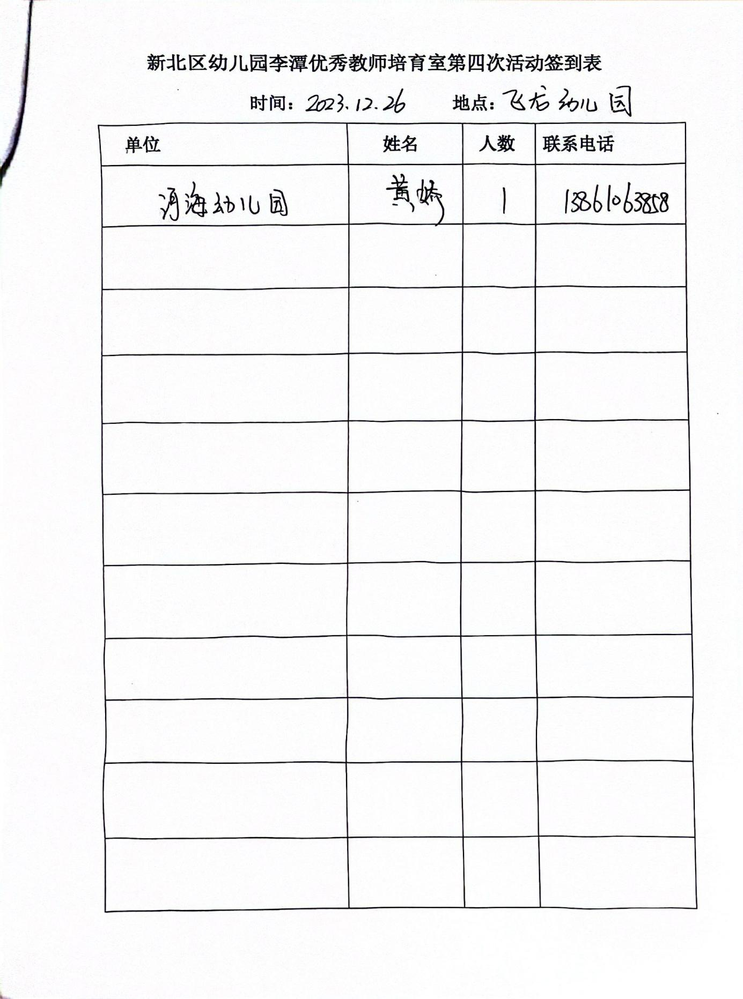 新北区幼儿园李潭优秀教师培育室第四次活动签到表
时间：2023.12.26 地点：飞龙幼儿园
单位 姓名 人数 联系电话
海幼儿园 黄娇 1 13861063858